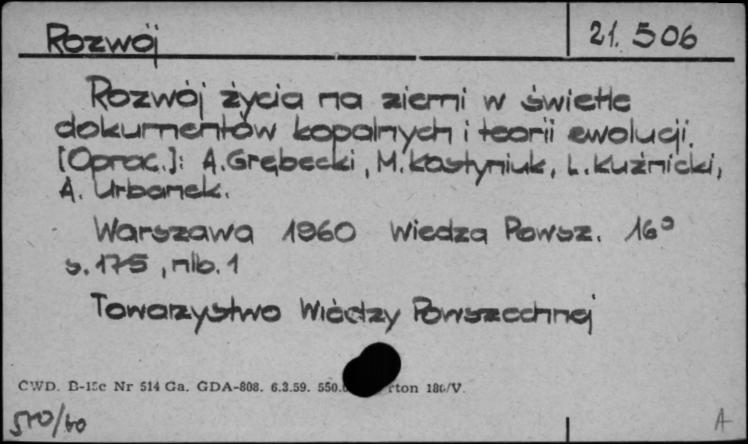 Rozwój 21.506
Rozwój życia na ziemi w świetle
dokumentów kopalnych i teorii ewolucji.
[Oprac.]: A. Grębecki, M. Kostyniuk, L. Kuźnicki,
A. Urbanek.
Warszawa 1960 Wiedza Powsz. 16°
s. 175, nlb. 1
Towarzystwo Wiedzy Powszechnej
CWD. B-15c Nr 514 Ga. GDA-808. 6.3.59. 550. rton 180/V.
570/60 A